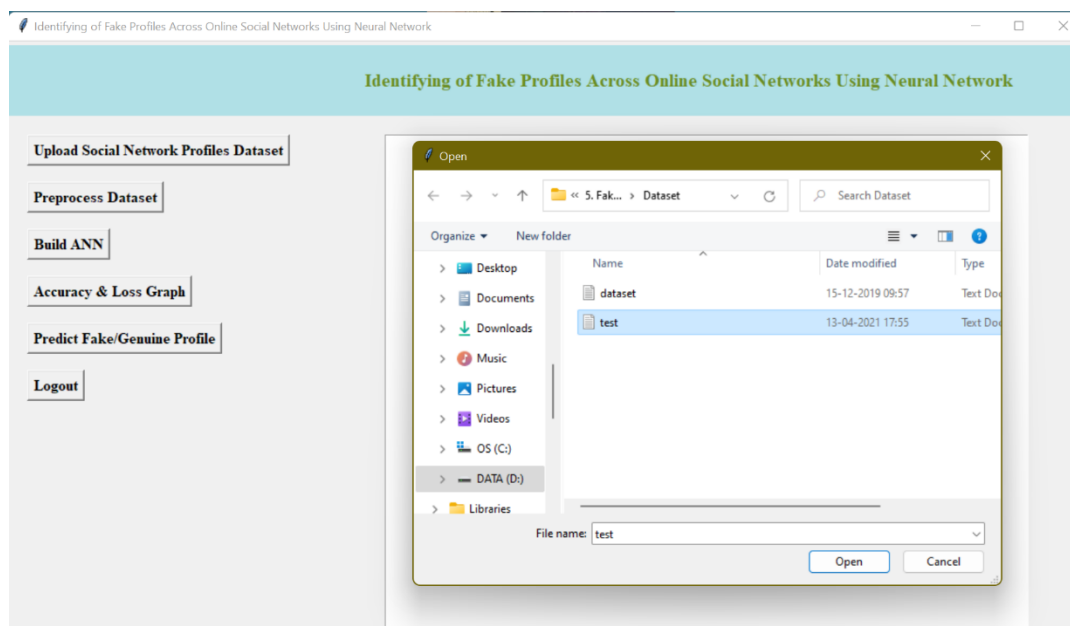 Identifying of Fake Profiles Across Online Social Networks Using Neural Network
Identifying of Fake Profiles Across Online Social Networks Using Neural Network
Upload Social Network Profiles Dataset
Preprocess Dataset
Build ANN
Accuracy & Loss Graph
Predict Fake/Genuine Profile
Logout
Open
« 5. Fak... › Dataset
Search Dataset
Organize
New folder
Name
Date modified
Type
Desktop
Documents
Downloads
Music
Pictures
Videos
OS (C:)
DATA (D:)
Libraries
dataset 15-12-2019 09:57 Text Doc
test 13-04-2021 17:55 Text Doc
File name: test
Open
Cancel